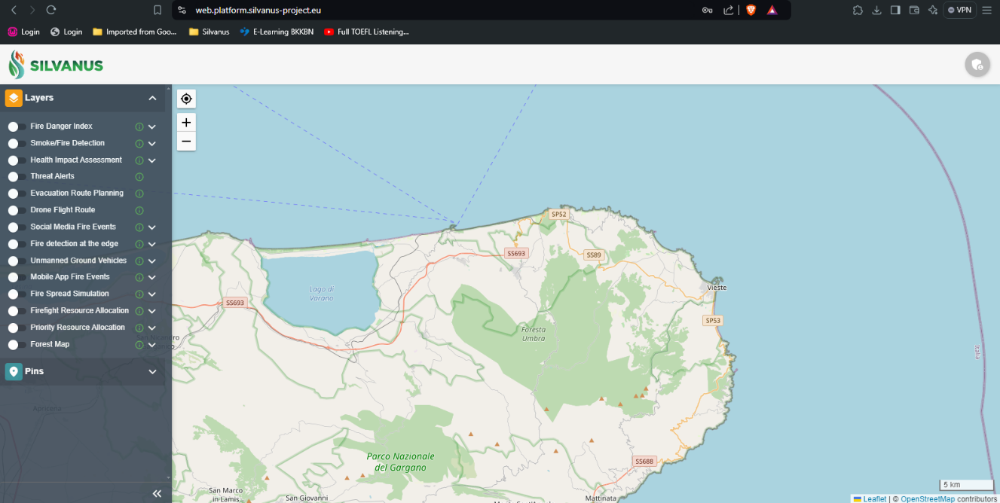 web.platform.silvanus-project.eu
VPN
Login
Login
Imported from Goo...
Silvanus
E-Learning BKKBN
Full TOEFL Listening...
SILVANUS
Layers
Fire Danger Index
Smoke/Fire Detection
Health Impact Assessment
Threat Alerts
Evacuation Route Planning
Drone Flight Route
Social Media Fire Events
Fire detection at the edge
Unmanned Ground Vehicles
Mobile App Fire Events
Fire Spread Simulation
Firefight Resource Allocation
Priority Resource Allocation
Forest Map
Pins
Apricena
+
−
SP52
SS693
SS89
Lago di
Varano
Vieste
SS693
SP53
Foresta
Umbra
Italia
Parco Nazionale
del Gargano
SS688
San Marco
in Lamis
San Giovanni
Mattinata
5 km
Leaflet | © OpenStreetMap contributors